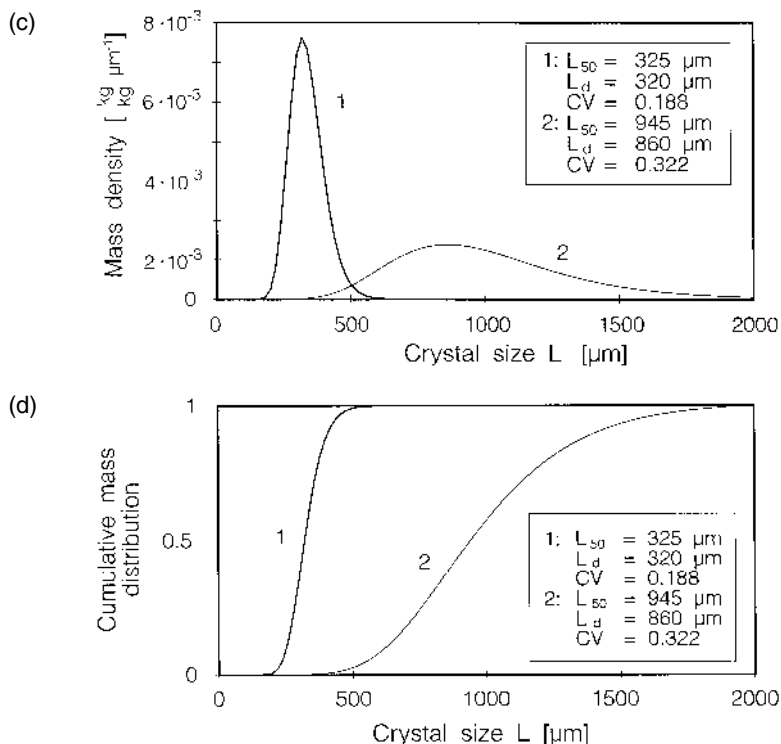 (c)
Mass density [ kg/kg μm⁻¹ ]
8·10⁻³
6·10⁻³
4·10⁻³
2·10⁻³
0
1
2
1: L₅₀ = 325 μm
L_d = 320 μm
CV = 0.188
2: L₅₀ = 945 μm
L_d = 860 μm
CV = 0.322
0 500 1000 1500 2000
Crystal size L [μm]
(d)
Cumulative mass
distribution
1
0.5
0
1
2
1: L₅₀ = 325 μm
L_d = 320 μm
CV = 0.188
2: L₅₀ = 945 μm
L_d = 860 μm
CV = 0.322
0 500 1000 1500 2000
Crystal size L [μm]